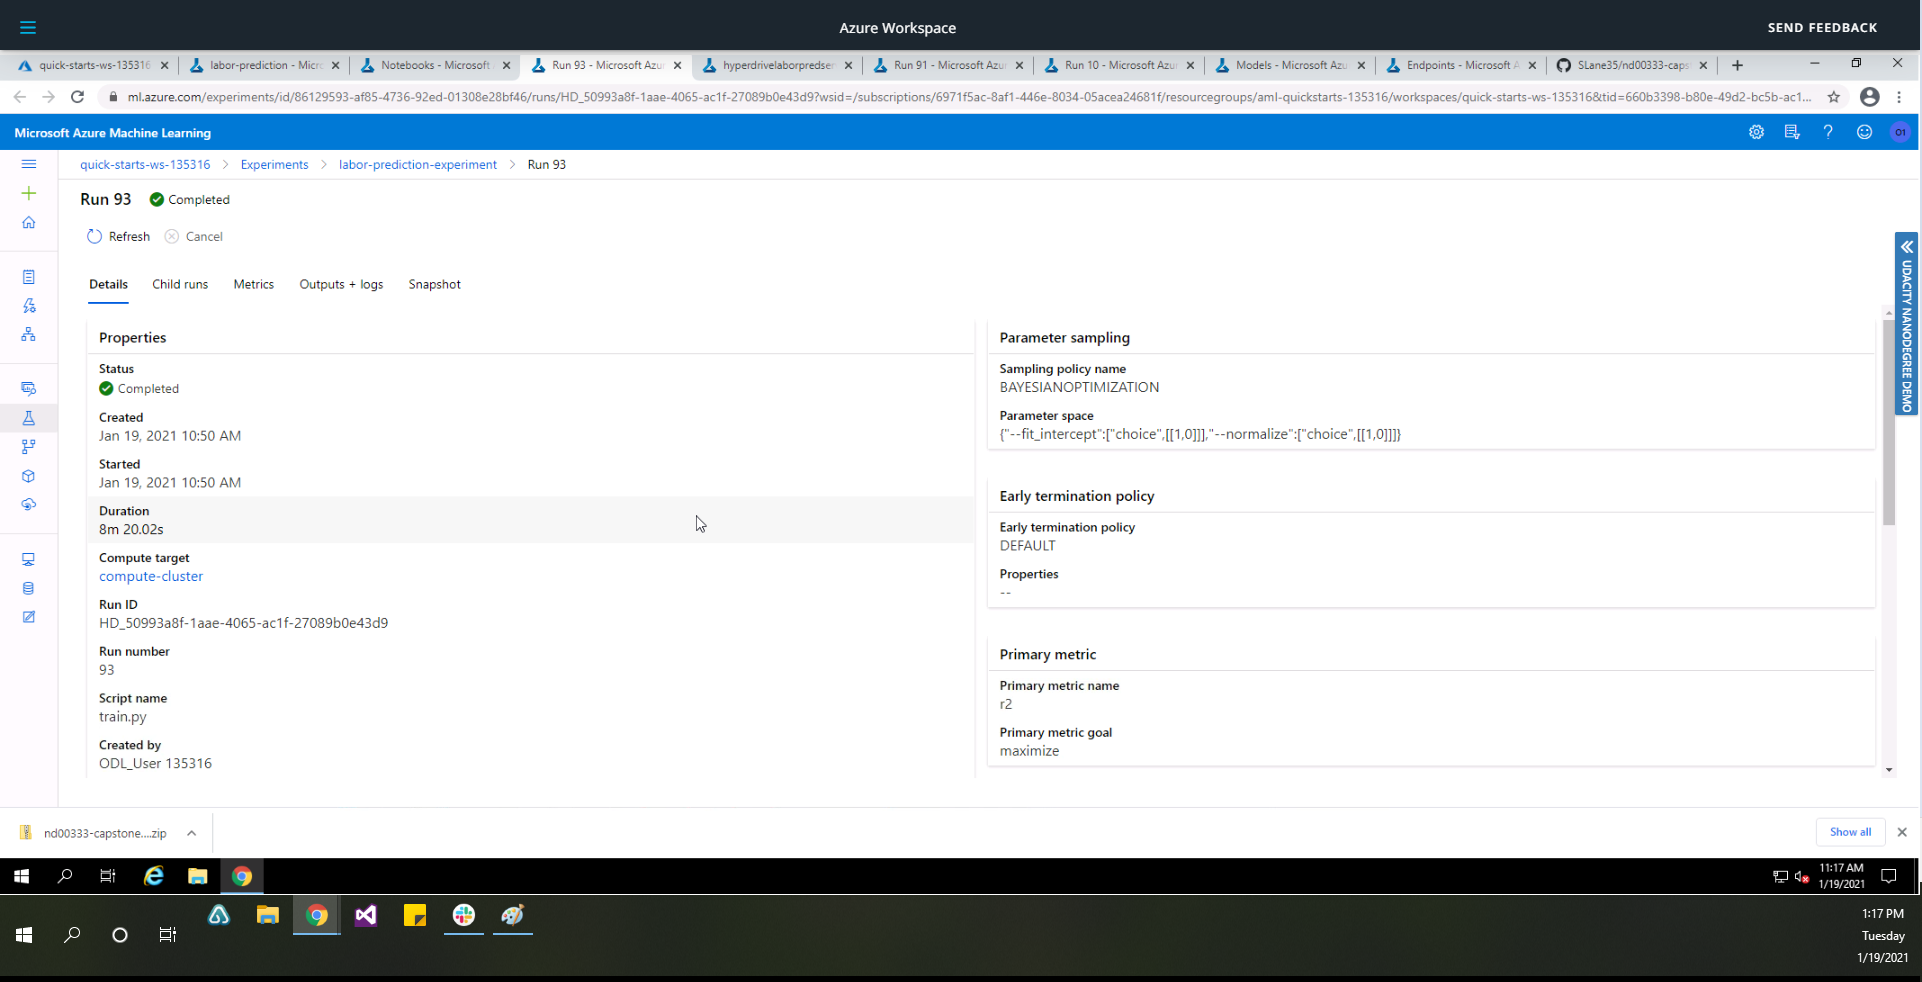 Azure Workspace
SEND FEEDBACK
quick-starts-ws-135316
labor-prediction - Micro
Notebooks - Microsoft
Run 93 - Microsoft Azur
hyperdrivelaborpredser
Run 91 - Microsoft Azur
Run 10 - Microsoft Azur
Models - Microsoft Azu
Endpoints - Microsoft A
SLane35/nd00333-caps
ml.azure.com/experiments/id/86129593-af85-4736-92ed-01308e28bf46/runs/HD_50993a8f-1aae-4065-ac1f-27089b0e43d9?wsid=/subscriptions/6971f5ac-8af1-446e-8034-05acea24681f/resourcegroups/aml-quickstarts-135316/workspaces/quick-starts-ws-135316&tid=660b3398-b80e-49d2-bc5b-ac1...
Microsoft Azure Machine Learning
O1
quick-starts-ws-135316 > Experiments > labor-prediction-experiment > Run 93
Run 93
Completed
Refresh
Cancel
Details
Child runs
Metrics
Outputs + logs
Snapshot
Properties
Status
Completed
Created
Jan 19, 2021 10:50 AM
Started
Jan 19, 2021 10:50 AM
Duration
8m 20.02s
Compute target
compute-cluster
Run ID
HD_50993a8f-1aae-4065-ac1f-27089b0e43d9
Run number
93
Script name
train.py
Created by
ODL_User 135316
Parameter sampling
Sampling policy name
BAYESIANOPTIMIZATION
Parameter space
{"--fit_intercept":["choice",[[1,0]]],"--normalize":["choice",[[1,0]]]}
Early termination policy
Early termination policy
DEFAULT
Properties
--
Primary metric
Primary metric name
r2
Primary metric goal
maximize
UDACITY NANODEGREE DEMO
nd00333-capstone....zip
Show all
11:17 AM
1/19/2021
1:17 PM
Tuesday
1/19/2021